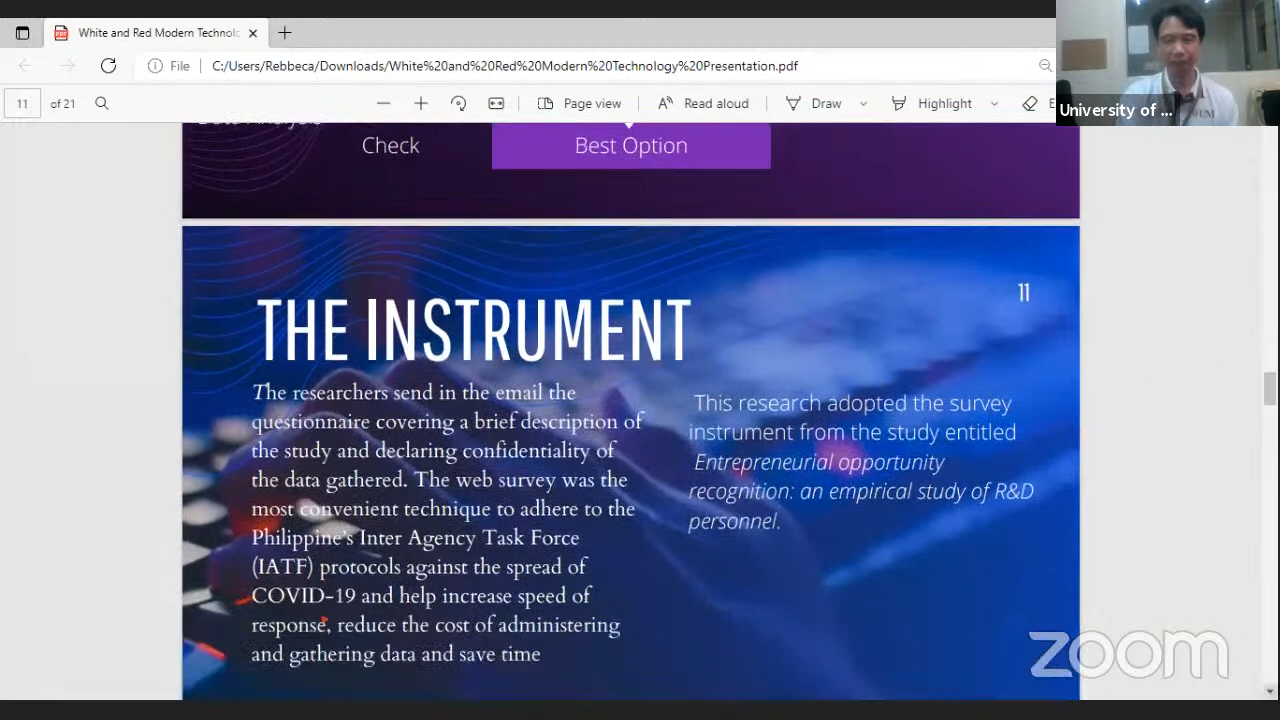 White and Red Modern Technolo
File
C:/Users/Rebbeca/Downloads/White%20and%20Red%20Modern%20Technology%20Presentation.pdf
11 of 21
Page view
Read aloud
Draw
Highlight
E
University of ...
Check
Best Option
11
THE INSTRUMENT
The researchers send in the email the
questionnaire covering a brief description of
the study and declaring confidentiality of
the data gathered. The web survey was the
most convenient technique to adhere to the
Philippine's Inter Agency Task Force
(IATF) protocols against the spread of
COVID-19 and help increase speed of
response, reduce the cost of administering
and gathering data and save time
This research adopted the survey
instrument from the study entitled
Entrepreneurial opportunity
recognition: an empirical study of R&D
personnel.
zoom